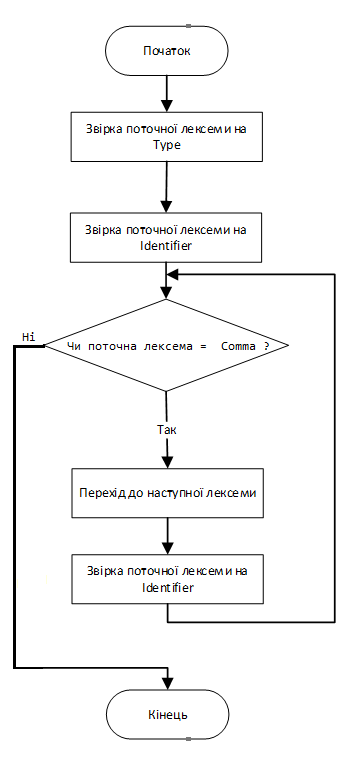 Початок
Звірка поточної лексеми на
Type
Звірка поточної лексеми на
Identifier
Ні
Чи поточна лексема = Comma ?
Так
Перехід до наступної лексеми
Звірка поточної лексеми на
Identifier
Кінець